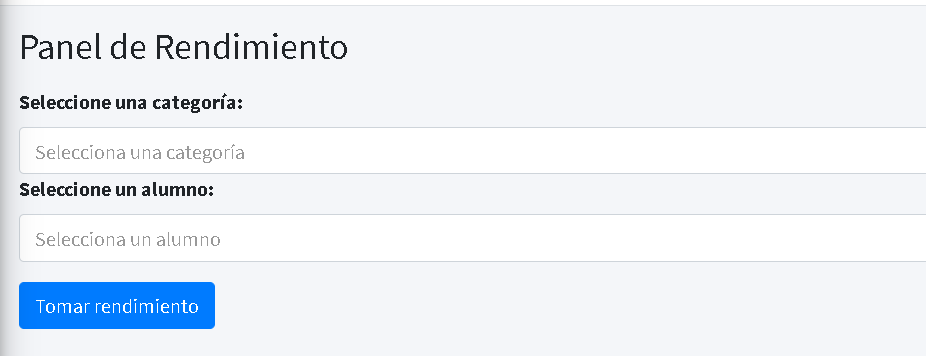 Panel de Rendimiento
Seleccione una categoría:
Selecciona una categoría
Seleccione un alumno:
Selecciona un alumno
Tomar rendimiento